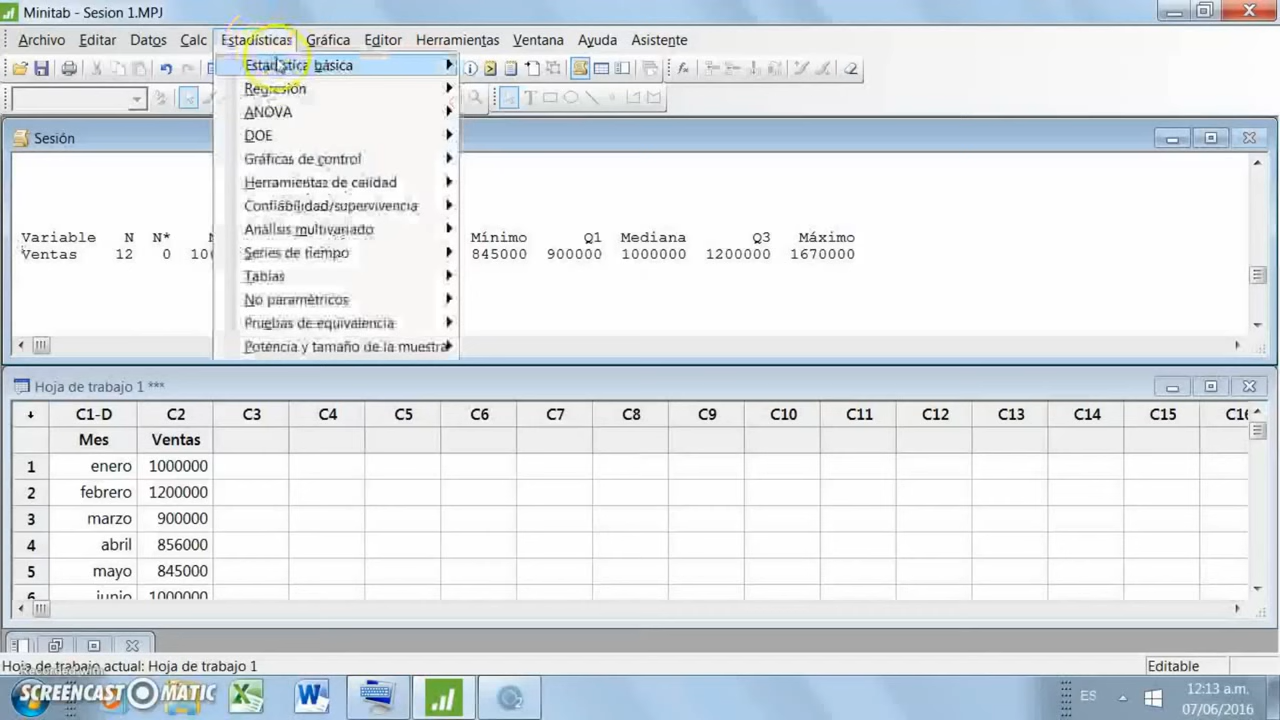 Minitab - Sesion 1.MPJ
Archivo Editar Datos Calc Estadísticas Gráfica Editor Herramientas Ventana Ayuda Asistente
Estadística básica
Regresión
ANOVA
DOE
Gráficas de control
Herramientas de calidad
Confiabilidad/supervivencia
Análisis multivariado
Series de tiempo
Tablas
No paramétricos
Pruebas de equivalencia
Potencia y tamaño de la muestra
Sesión
Variable N N* Mínimo Q1 Mediana Q3 Máximo
Ventas 12 0 845000 900000 1000000 1200000 1670000
Hoja de trabajo 1 ***
C1-D C2 C3 C4 C5 C6 C7 C8 C9 C10 C11 C12 C13 C14 C15 C16
Mes Ventas
1 enero 1000000
2 febrero 1200000
3 marzo 900000
4 abril 856000
5 mayo 845000
6 junio 1000000
Hoja de trabajo actual: Hoja de trabajo 1 Editable
SCREENCAST MATIC
ES 12:13 a.m.
07/06/2016